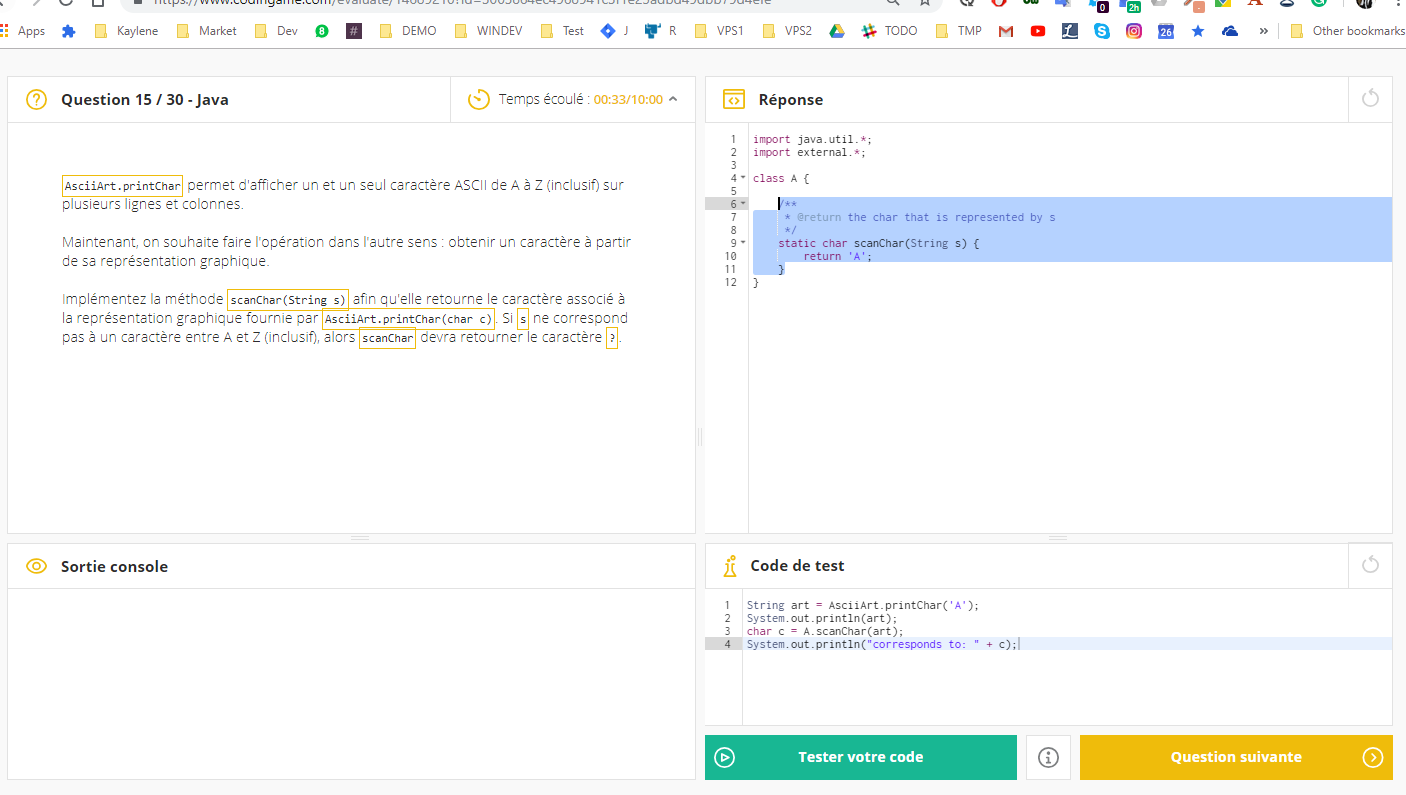 Apps Kaylene Market Dev 8 # DEMO WINDEV Test J R VPS1 VPS2 TODO TMP 26 » Other bookmarks
Question 15 / 30 - Java
Temps écoulé : 00:33/10:00
AsciiArt.printChar permet d'afficher un et un seul caractère ASCII de A à Z (inclusif) sur
plusieurs lignes et colonnes.
Maintenant, on souhaite faire l'opération dans l'autre sens : obtenir un caractère à partir
de sa représentation graphique.
Implémentez la méthode scanChar(String s) afin qu'elle retourne le caractère associé à
la représentation graphique fournie par AsciiArt.printChar(char c). Si s ne correspond
pas à un caractère entre A et Z (inclusif), alors scanChar devra retourner le caractère ?.
Réponse
1 import java.util.*;
2 import external.*;
3
4 class A {
5
6 /**
7 * @return the char that is represented by s
8 */
9 static char scanChar(String s) {
10 return 'A';
11 }
12 }
Sortie console
Code de test
1 String art = AsciiArt.printChar('A');
2 System.out.println(art);
3 char c = A.scanChar(art);
4 System.out.println("corresponds to: " + c);
Tester votre code
Question suivante